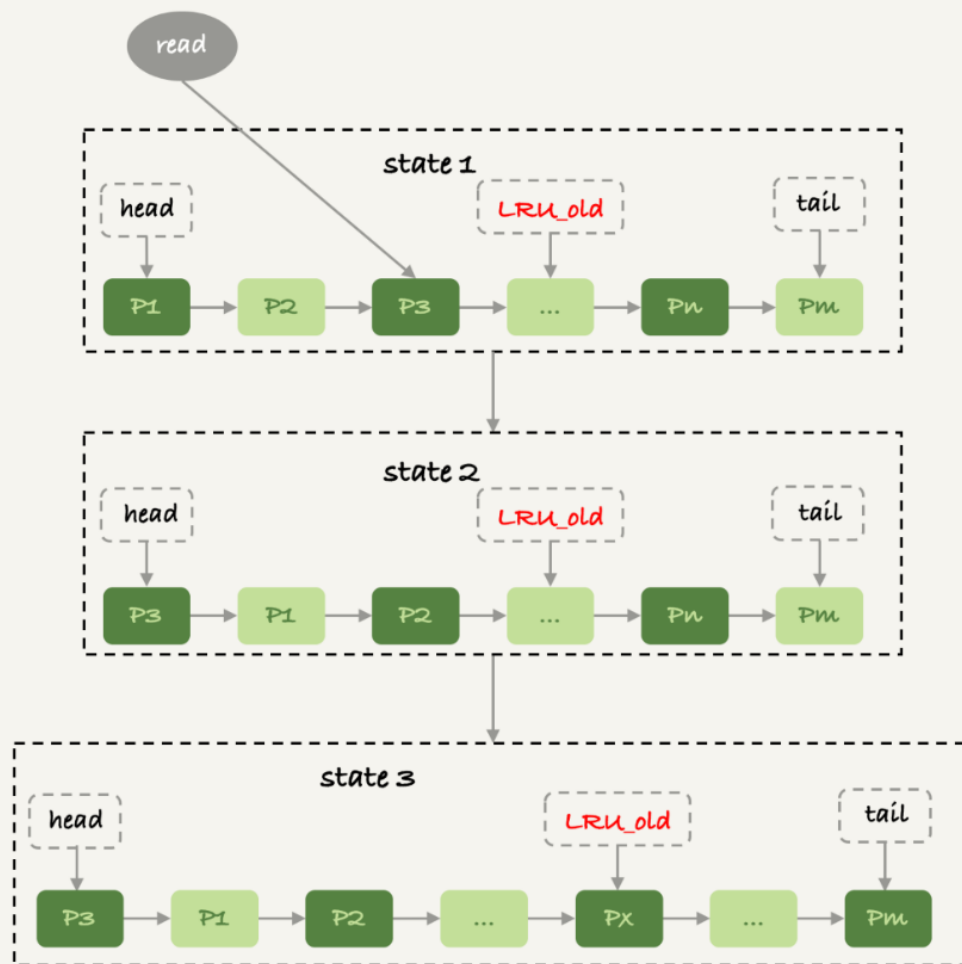 read
state 1
head LRU_old tail
P1 P2 P3 ... Pn Pm
state 2
head LRU_old tail
P3 P1 P2 ... Pn Pm
state 3
head LRU_old tail
P3 P1 P2 ... Px ... Pm